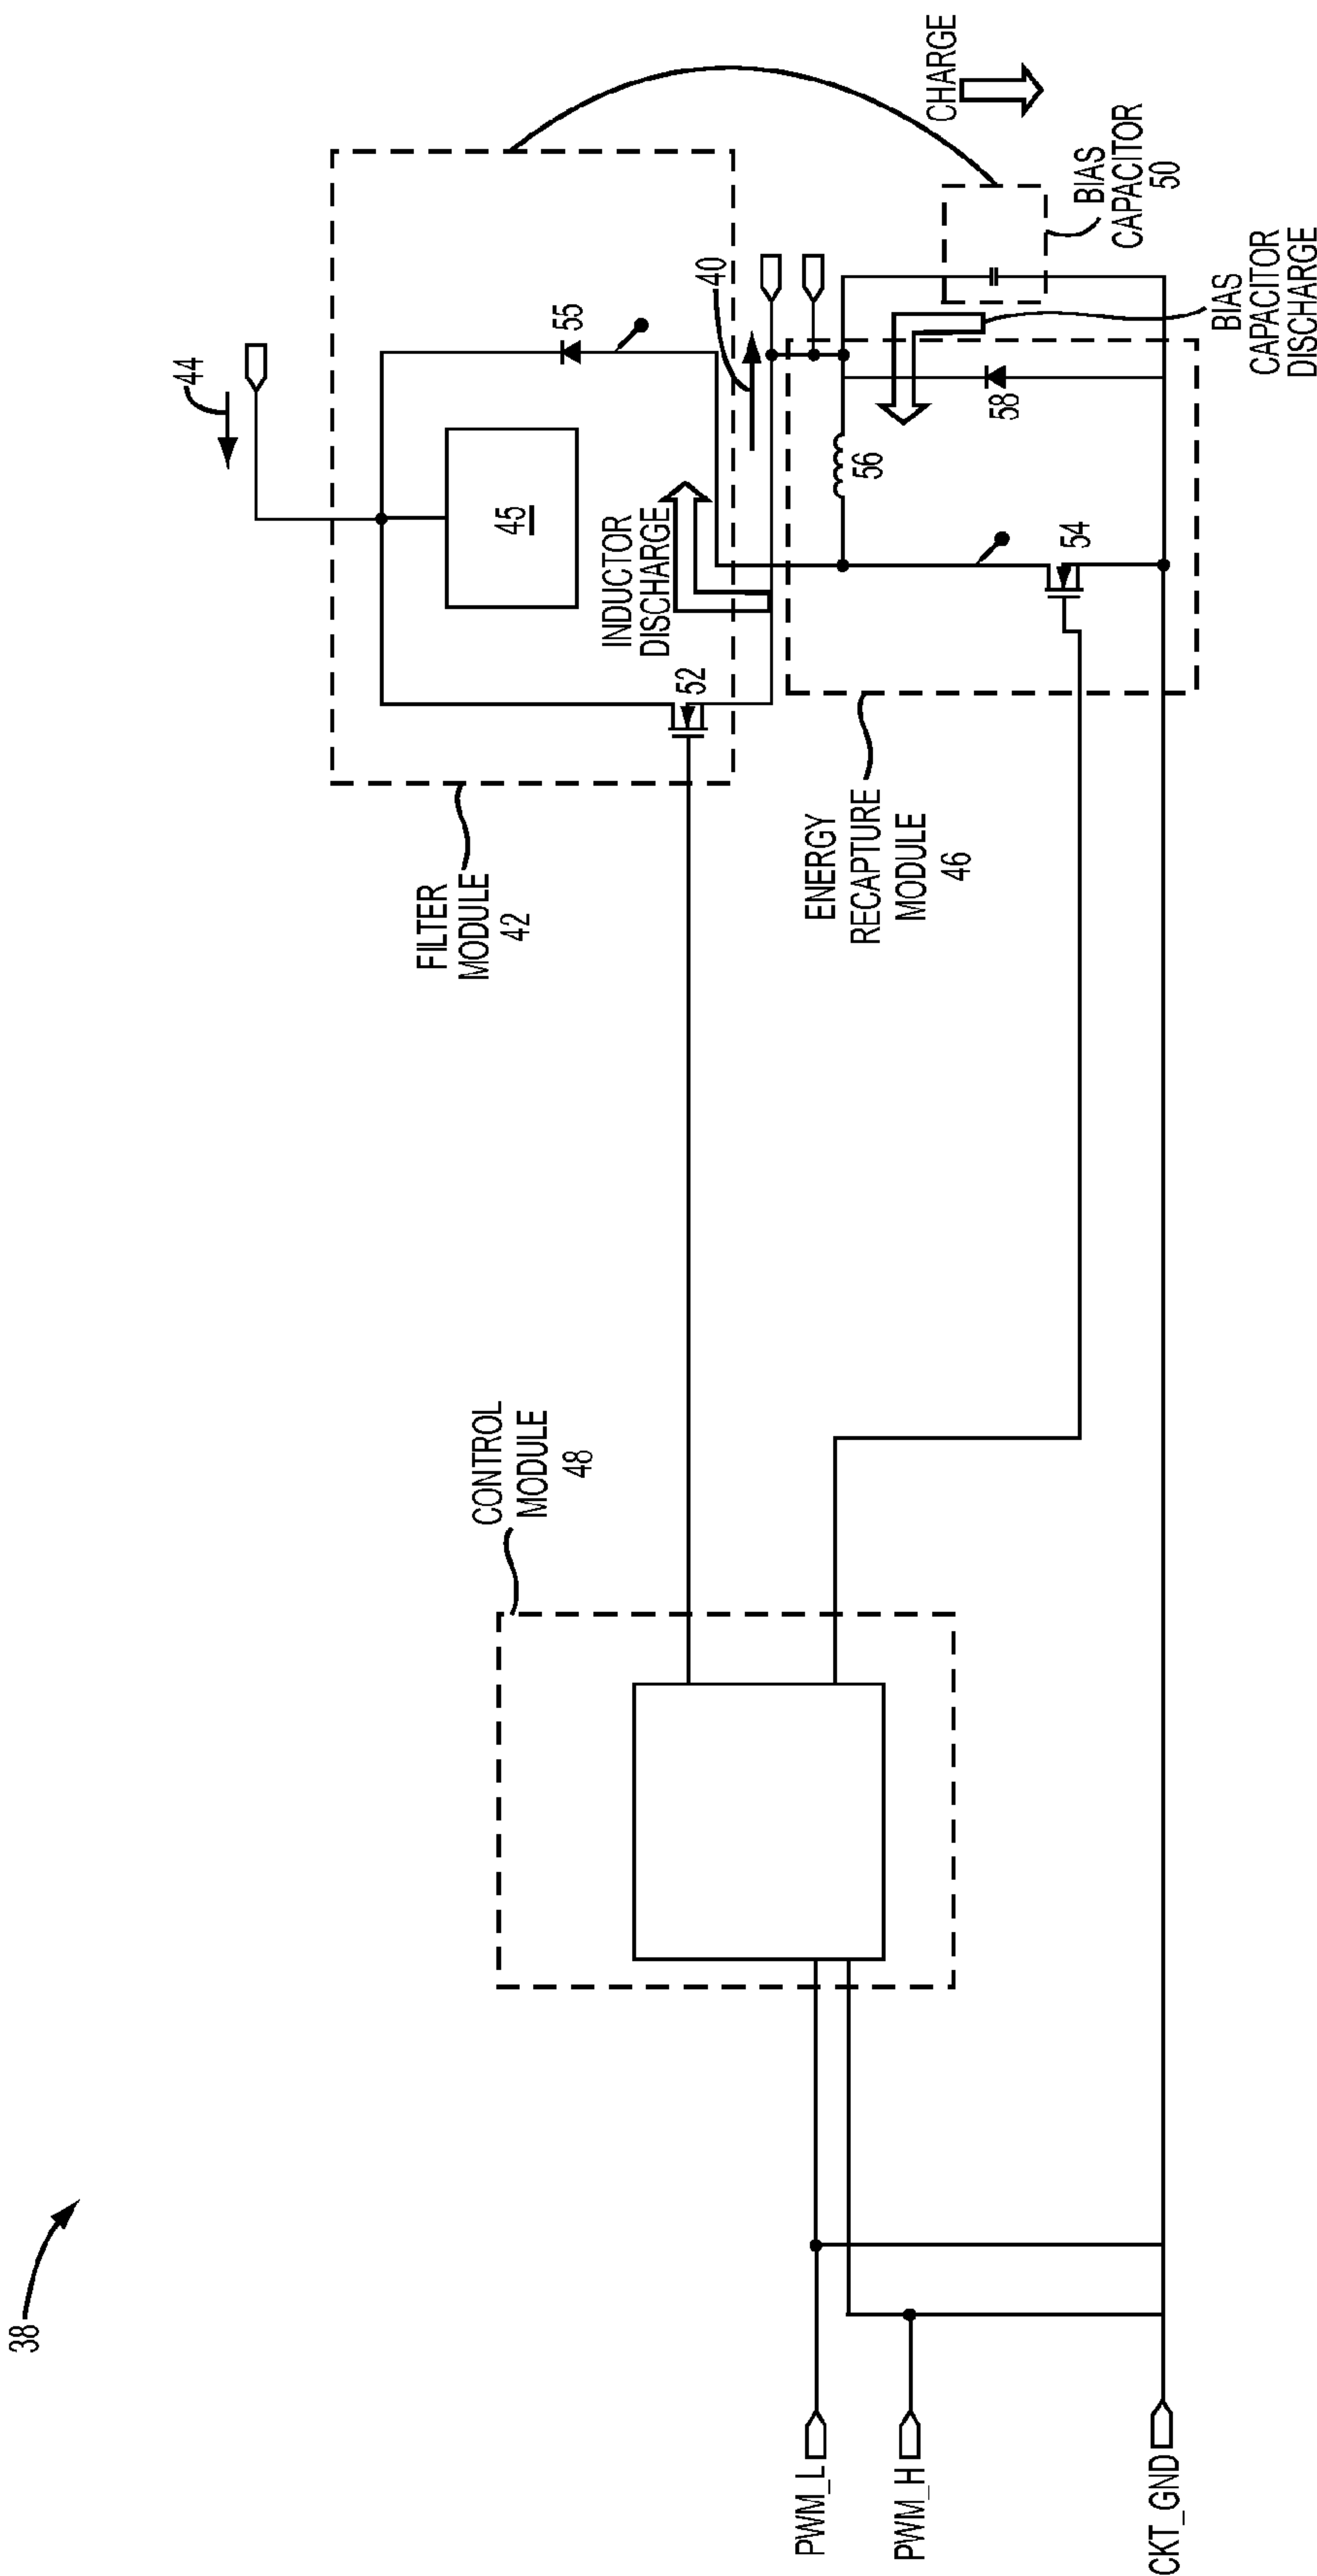 38
44
FILTER
MODULE
42
45
55
INDUCTOR
DISCHARGE
52
40
CHARGE
BIAS
CAPACITOR
50
CONTROL
MODULE
48
ENERGY
RECAPTURE
MODULE
46
56
58
54
BIAS
CAPACITOR
DISCHARGE
PWM_L
PWM_H
CKT_GND